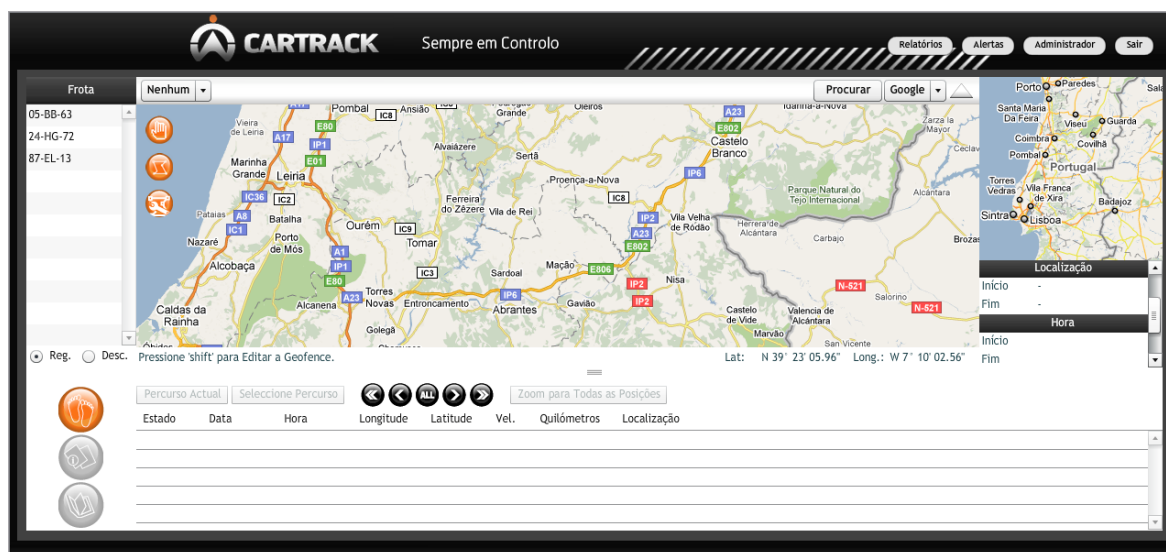 CARTRACK Sempre em Controlo
Relatórios Alertas Administrador Sair
Frota
05-BB-63
24-HG-72
87-EL-13
Reg. Desc.
Nenhum
Procurar Google
Pombal
IC8
Ansião
Grande
Oleiros
A23
E802
Idanha-a-Nova
Zarza la
Mayor
Vieira
de Leiria
A17
E80
IP1
E01
Alvaiázere
Castelo
Branco
Marinha
Grande
Leiria
Sertã
IP6
Proença-a-Nova
Parque Natural do
Tejo Internacional
Alcántara
IC36
IC2
Pataias
A8
IC1
Batalha
Ferreira
do Zêzere
Vila de Rei
IC8
IP2
A23
E802
Vila Velha
de Ródão
Herrera de
Alcántara
Carbajo
Brozas
Nazaré
Porto
de Mós
Ourém
IC9
Tomar
Alcobaça
A1
IP1
E80
IC3
Sardoal
Mação
E806
IP2
Nisa
N-521
Salorino
N-521
Caldas da
Rainha
Alcanena
A23
Torres
Novas
Entroncamento
IP6
Abrantes
Gavião
IP2
Castelo
de Vide
Valencia de
Alcántara
Golegã
Marvão
San Vicente
Pressione 'shift' para Editar a Geofence.
Lat: N 39° 23' 05.96" Long.: W 7° 10' 02.56"
Porto
Paredes
Santa Maria
Da Feira
Viseu
Guarda
Coimbra
Covilhã
Pombal
Portugal
Torres
Vedras
Vila Franca
de Xira
Badajoz
Sintra
Lisboa
Localização
Início -
Fim -
Hora
Início
Fim
Percurso Actual Seleccione Percurso ALL Zoom para Todas as Posições
Estado Data Hora Longitude Latitude Vel. Quilómetros Localização